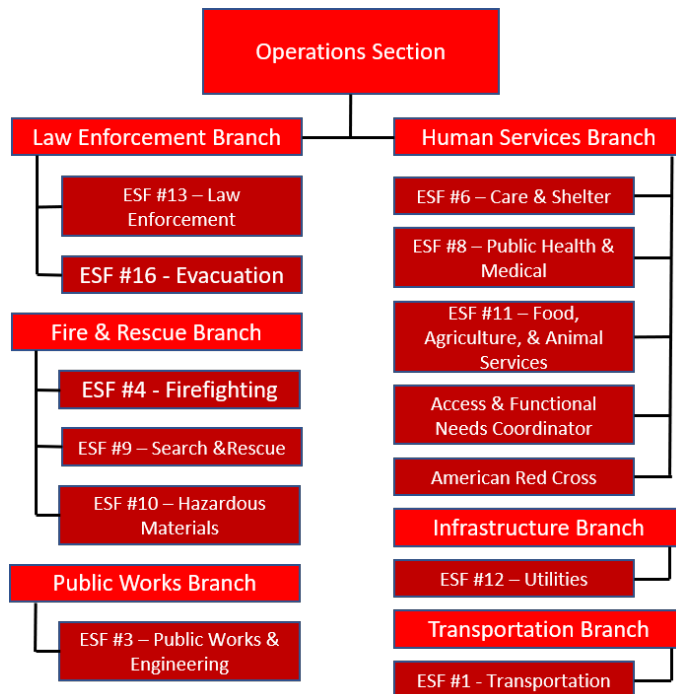 Operations Section
Law Enforcement Branch
ESF #13 – Law
Enforcement
ESF #16 - Evacuation
Fire & Rescue Branch
ESF #4 - Firefighting
ESF #9 – Search &Rescue
ESF #10 – Hazardous
Materials
Public Works Branch
ESF #3 – Public Works &
Engineering
Human Services Branch
ESF #6 – Care & Shelter
ESF #8 – Public Health &
Medical
ESF #11 – Food,
Agriculture, & Animal
Services
Access & Functional
Needs Coordinator
American Red Cross
Infrastructure Branch
ESF #12 – Utilities
Transportation Branch
ESF #1 - Transportation